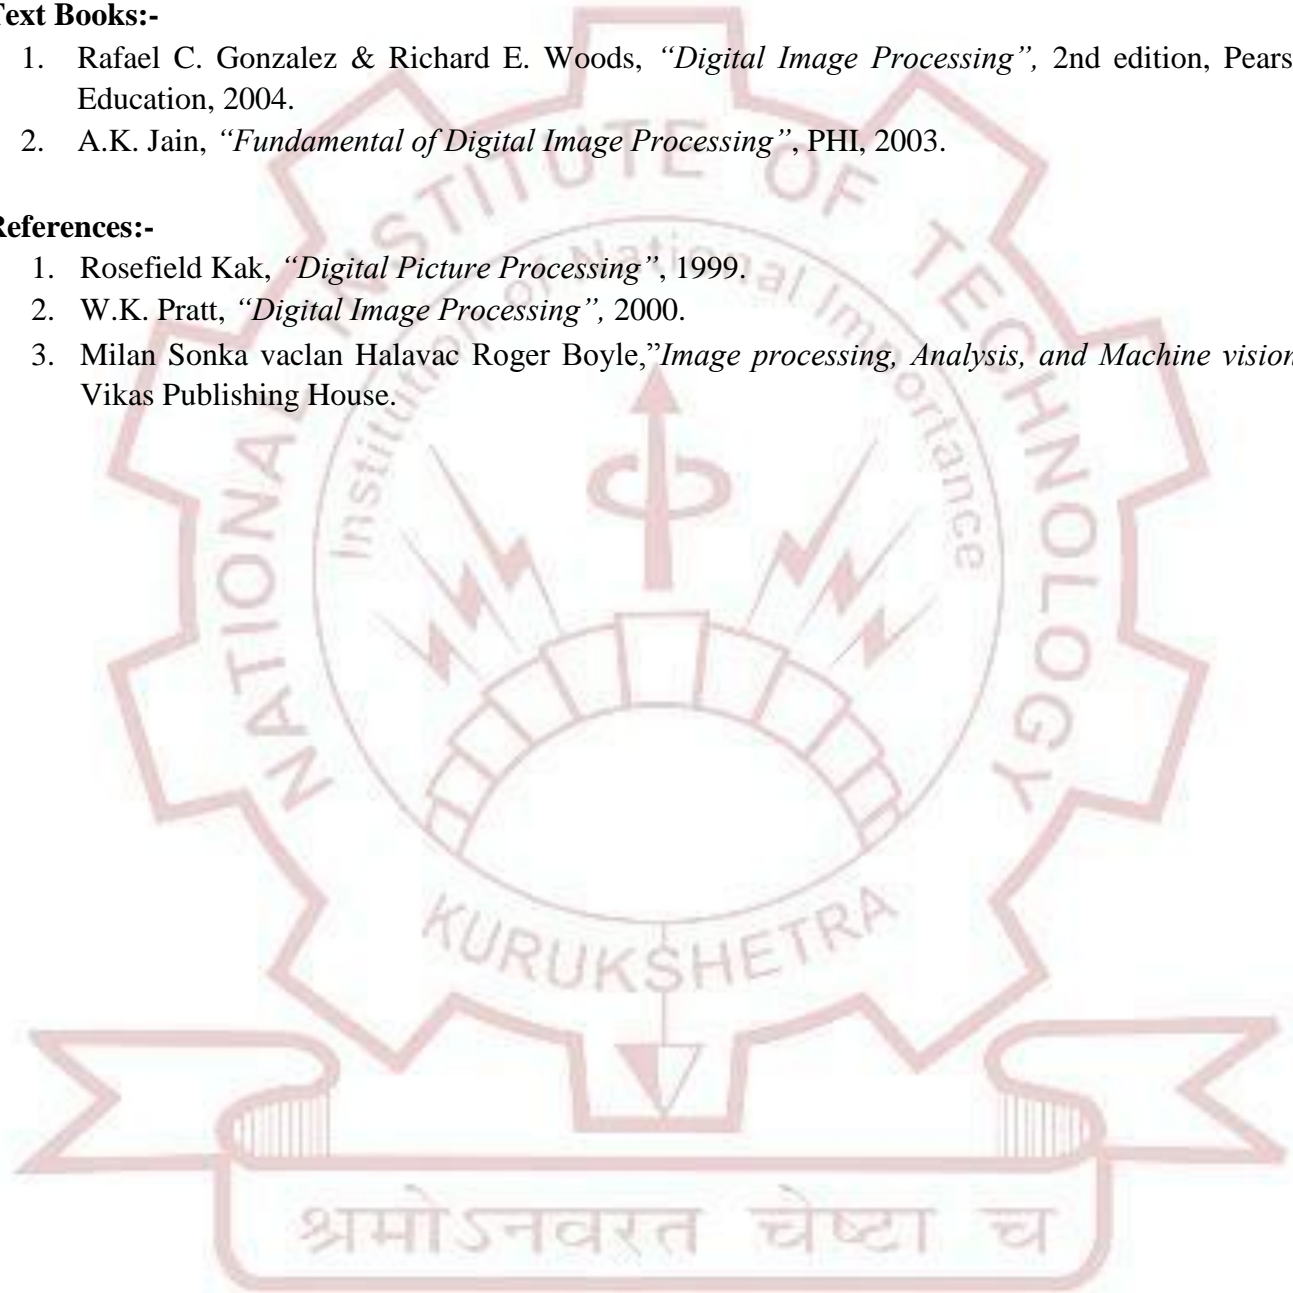 Text Books:-
1. Rafael C. Gonzalez & Richard E. Woods, “Digital Image Processing”, 2nd edition, Pears
Education, 2004.
2. A.K. Jain, “Fundamental of Digital Image Processing”, PHI, 2003.
References:-
1. Rosefield Kak, “Digital Picture Processing”, 1999.
2. W.K. Pratt, “Digital Image Processing”, 2000.
3. Milan Sonka vaclan Halavac Roger Boyle,”Image processing, Analysis, and Machine vision
Vikas Publishing House.
NATIONAL INSTITUTE OF TECHNOLOGY
Institution of National Importance
KURUKSHETRA
श्रमोऽनवरत चेष्टा च